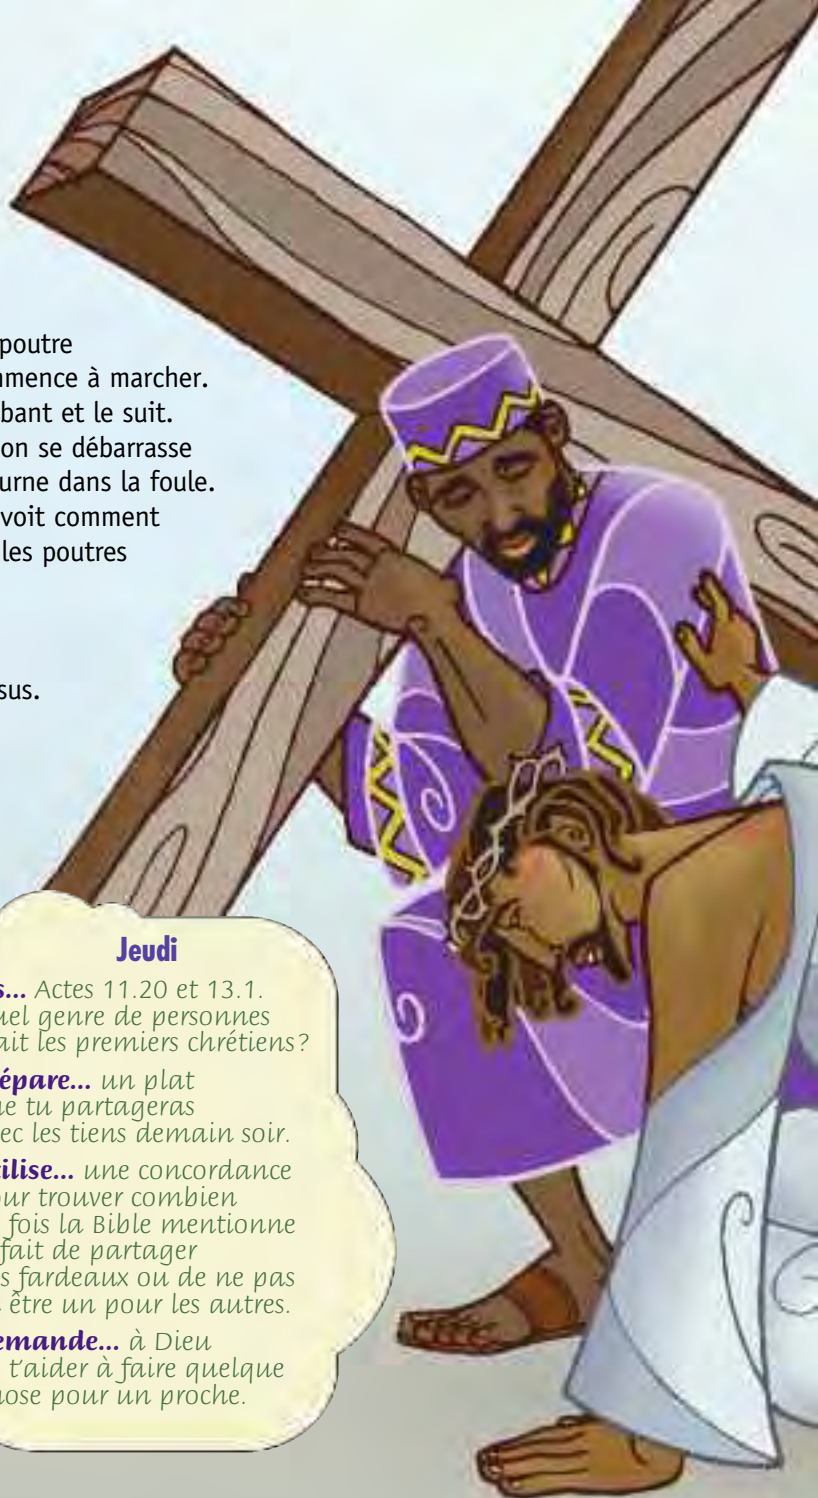 poutre
mmence à marcher.
bant et le suit.
on se débarrasse
urne dans la foule.
voit comment
les poutres
sus.
Jeudi
s... Actes 11.20 et 13.1.
uel genre de personnes
ait les premiers chrétiens?
épare... un plat
ue tu partageras
ec les tiens demain soir.
ilise... une concordance
our trouver combien
fois la Bible mentionne
fait de partager
s fardeaux ou de ne pas
être un pour les autres.
emande... à Dieu
t'aider à faire quelque
ose pour un proche.